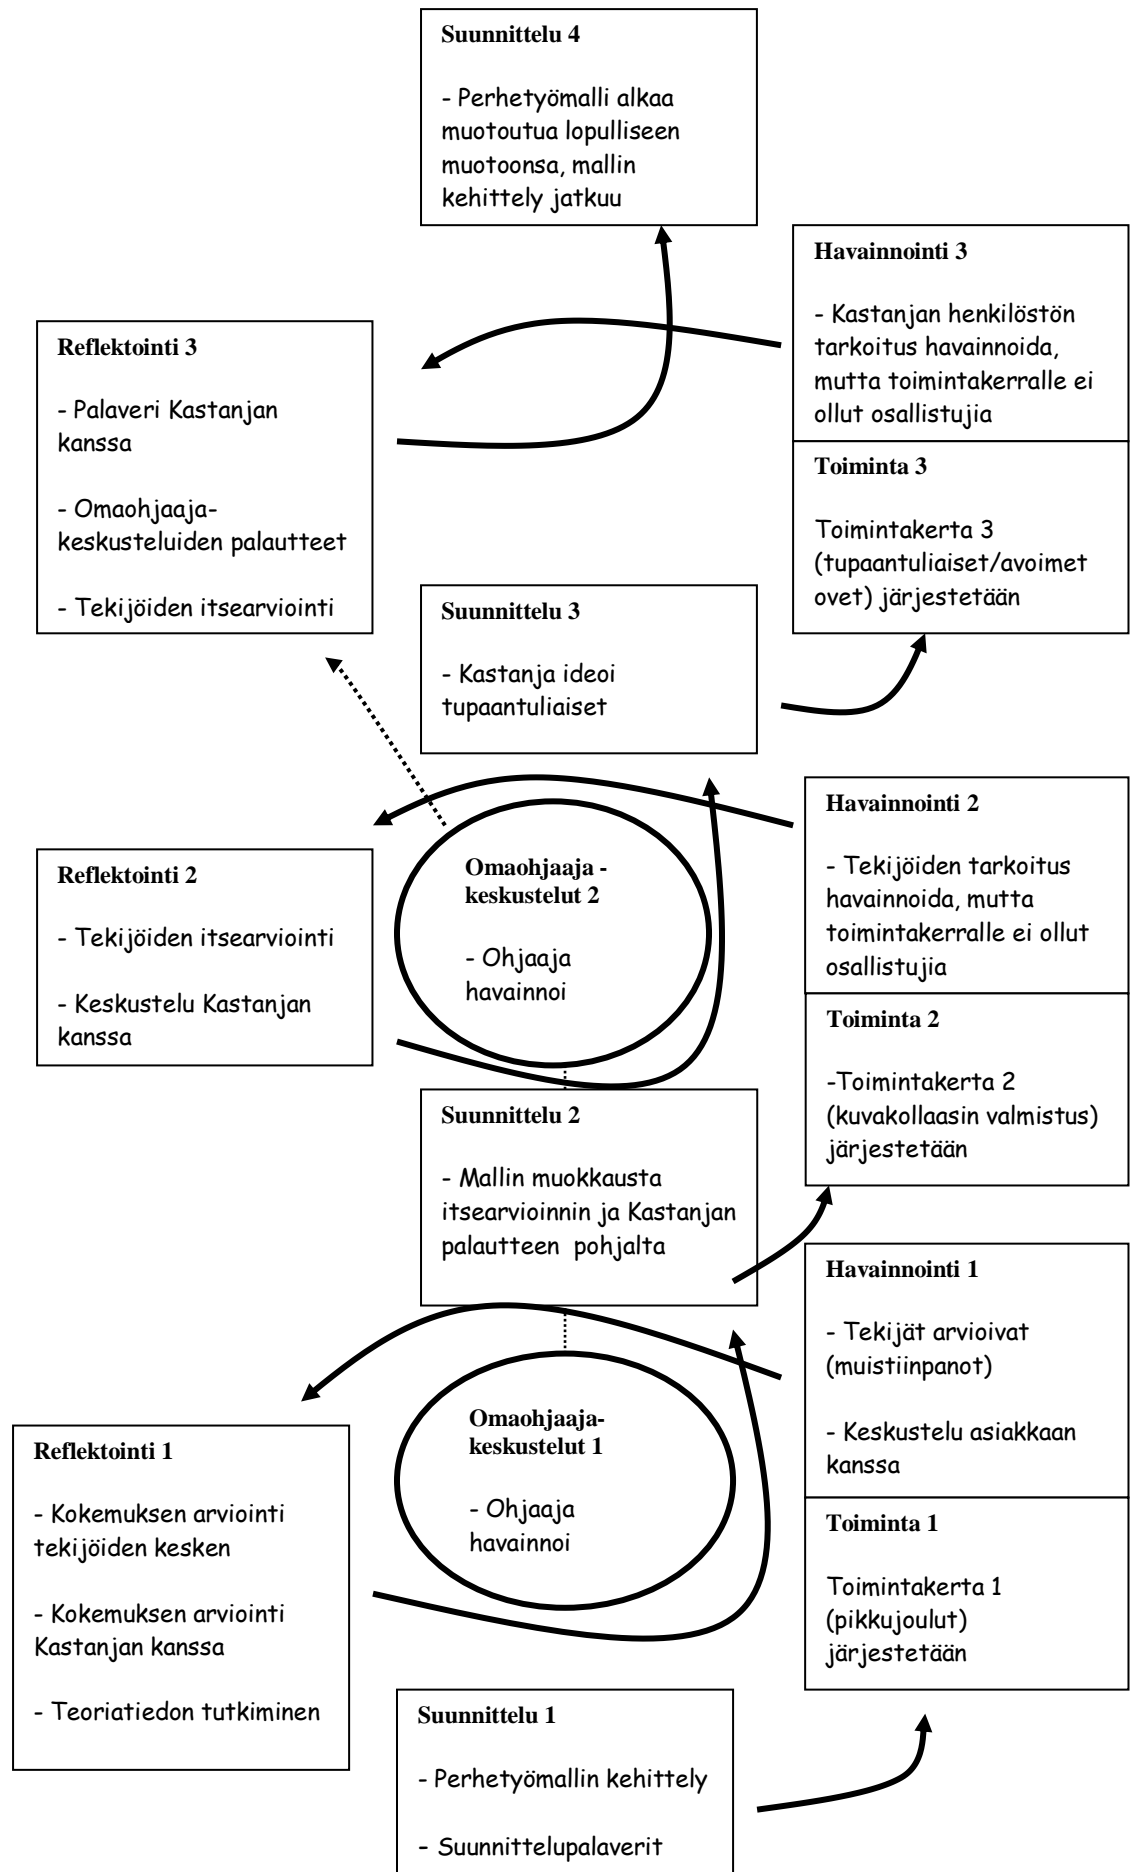 Suunnittelu 4
- Perhetyömalli alkaa
muotoutua lopulliseen
muotoonsa, mallin
kehittely jatkuu
Havainnointi 3
- Kastanjan henkilöstön
tarkoitus havainnoida,
mutta toimintakerralle ei
ollut osallistujia
Reflektointi 3
- Palaveri Kastanjan
kanssa
- Omaohjaaja-
keskusteluiden palautteet
- Tekijöiden itsearviointi
Toiminta 3
Toimintakerta 3
(tupaantuliaiset/avoimet
ovet) järjestetään
Suunnittelu 3
- Kastanja ideoi
tupaantuliaiset
Havainnointi 2
- Tekijöiden tarkoitus
havainnoida, mutta
toimintakerralle ei ollut
osallistujia
Omaohjaaja -
keskustelut 2
- Ohjaaja
havainnoi
Reflektointi 2
- Tekijöiden itsearviointi
- Keskustelu Kastanjan
kanssa
Toiminta 2
-Toimintakerta 2
(kuvakollaasin valmistus)
järjestetään
Suunnittelu 2
- Mallin muokkausta
itsearvioinnin ja Kastanjan
palautteen pohjalta
Havainnointi 1
- Tekijät arvioivat
(muistiinpanot)
- Keskustelu asiakkaan
kanssa
Omaohjaaja-
keskustelut 1
- Ohjaaja
havainnoi
Reflektointi 1
- Kokemuksen arviointi
tekijöiden kesken
- Kokemuksen arviointi
Kastanjan kanssa
- Teoriatiedon tutkiminen
Toiminta 1
Toimintakerta 1
(pikkujoulut)
järjestetään
Suunnittelu 1
- Perhetyömallin kehittely
- Suunnittelupalaverit